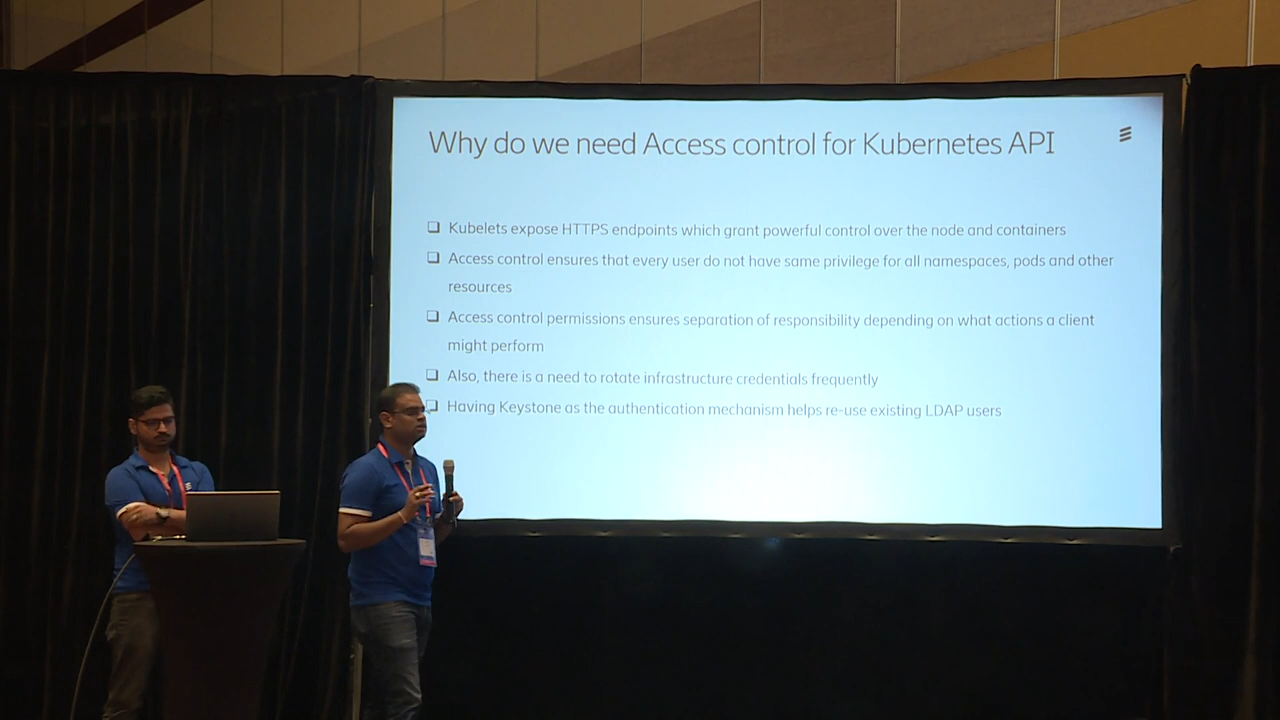 Why do we need Access control for Kubernetes API
❑ Kubelets expose HTTPS endpoints which grant powerful control over the node and containers
❑ Access control ensures that every user do not have same privilege for all namespaces, pods and other
resources
❑ Access control permissions ensures separation of responsibility depending on what actions a client
might perform
❑ Also, there is a need to rotate infrastructure credentials frequently
❑ Having Keystone as the authentication mechanism helps re-use existing LDAP users